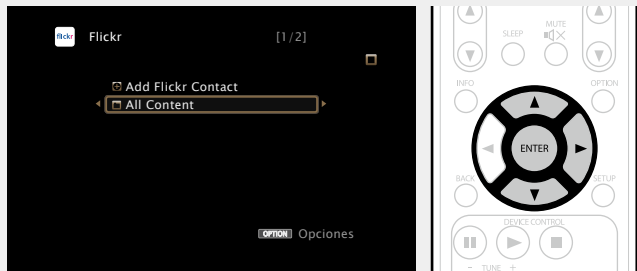 flickr Flickr [1/2]
Add Flickr Contact
All Content
OPTION Opciones
MUTE
SLEEP
INFO OPTION
ENTER
BACK SETUP
DEVICE CONTROL
- TUNE +